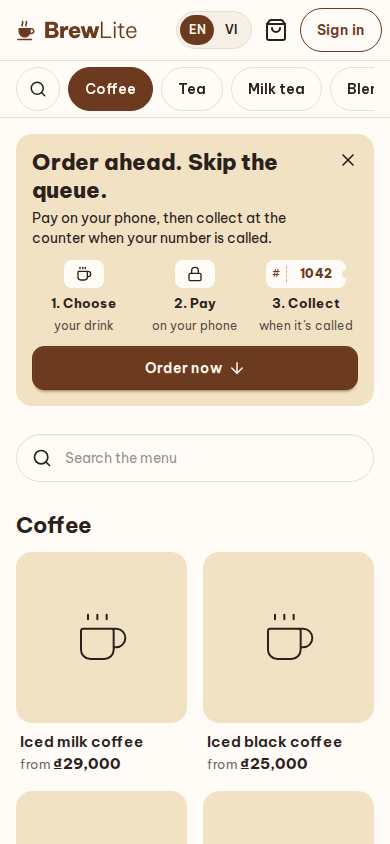 BrewLite
EN VI
Sign in
Coffee Tea Milk tea Blen
Order ahead. Skip the
queue.
Pay on your phone, then collect at the
counter when your number is called.
# 1042
1. Choose 2. Pay 3. Collect
your drink on your phone when it's called
Order now ↓
Search the menu
Coffee
Iced milk coffee Iced black coffee
from ₫29,000 from ₫25,000